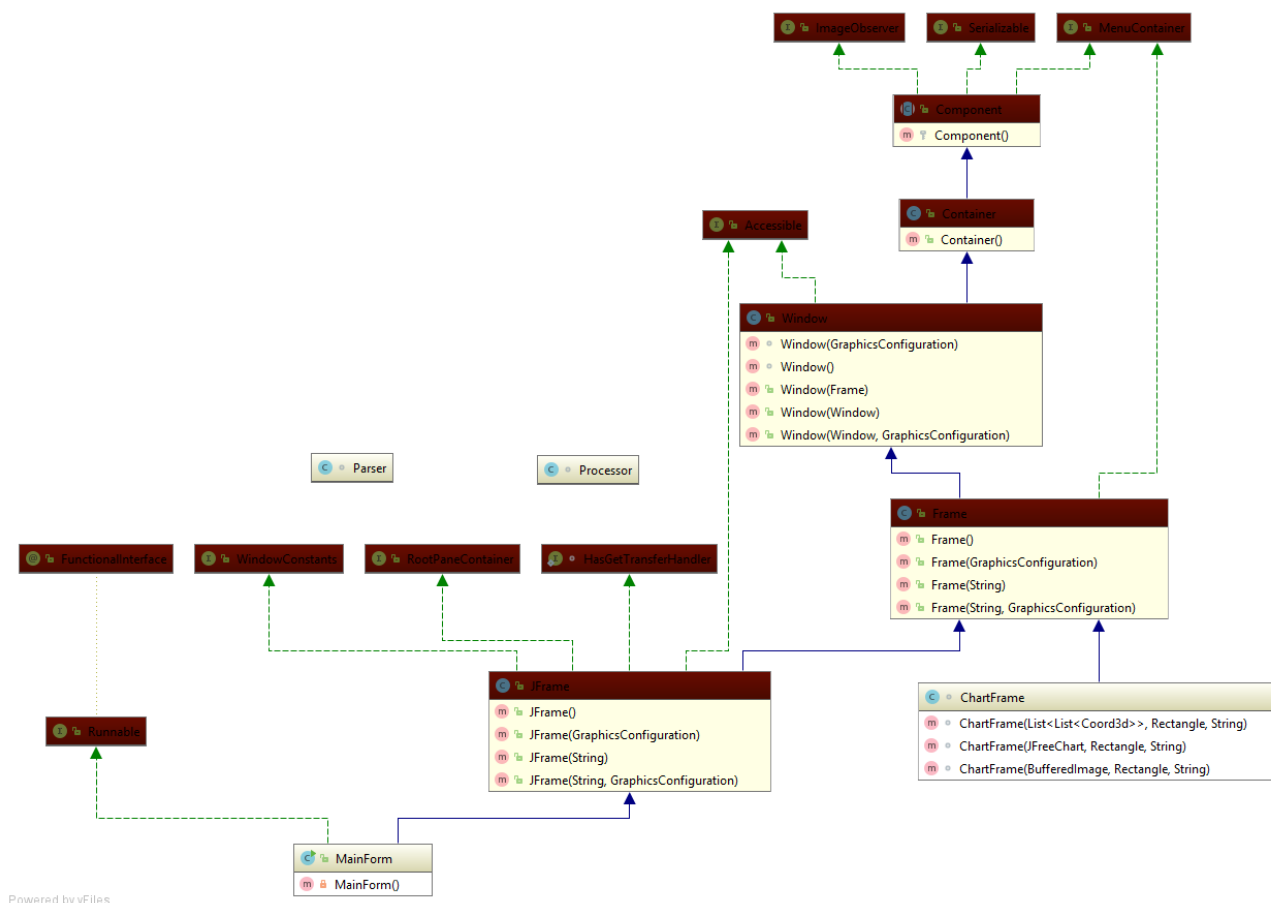 ImageObserver
Serializable
MenuContainer
Component
Component()
Container
Container()
Accessible
Window
Window(GraphicsConfiguration)
Window()
Window(Frame)
Window(Window)
Window(Window, GraphicsConfiguration)
Parser
Processor
Frame
Frame()
Frame(GraphicsConfiguration)
Frame(String)
Frame(String, GraphicsConfiguration)
FunctionalInterface
WindowConstants
RootPaneContainer
HasGetTransferHandler
JFrame
JFrame()
JFrame(GraphicsConfiguration)
JFrame(String)
JFrame(String, GraphicsConfiguration)
ChartFrame
ChartFrame(List<List<Coord3d>>, Rectangle, String)
ChartFrame(JFreeChart, Rectangle, String)
ChartFrame(BufferedImage, Rectangle, String)
Runnable
MainForm
MainForm()
Powered by yFiles